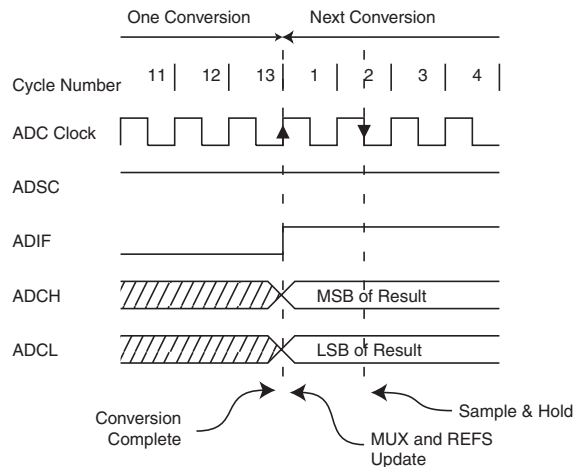 One Conversion Next Conversion
Cycle Number 11 12 13 1 2 3 4
ADC Clock
ADSC
ADIF
ADCH MSB of Result
ADCL LSB of Result
Conversion
Complete
MUX and REFS
Update
Sample & Hold